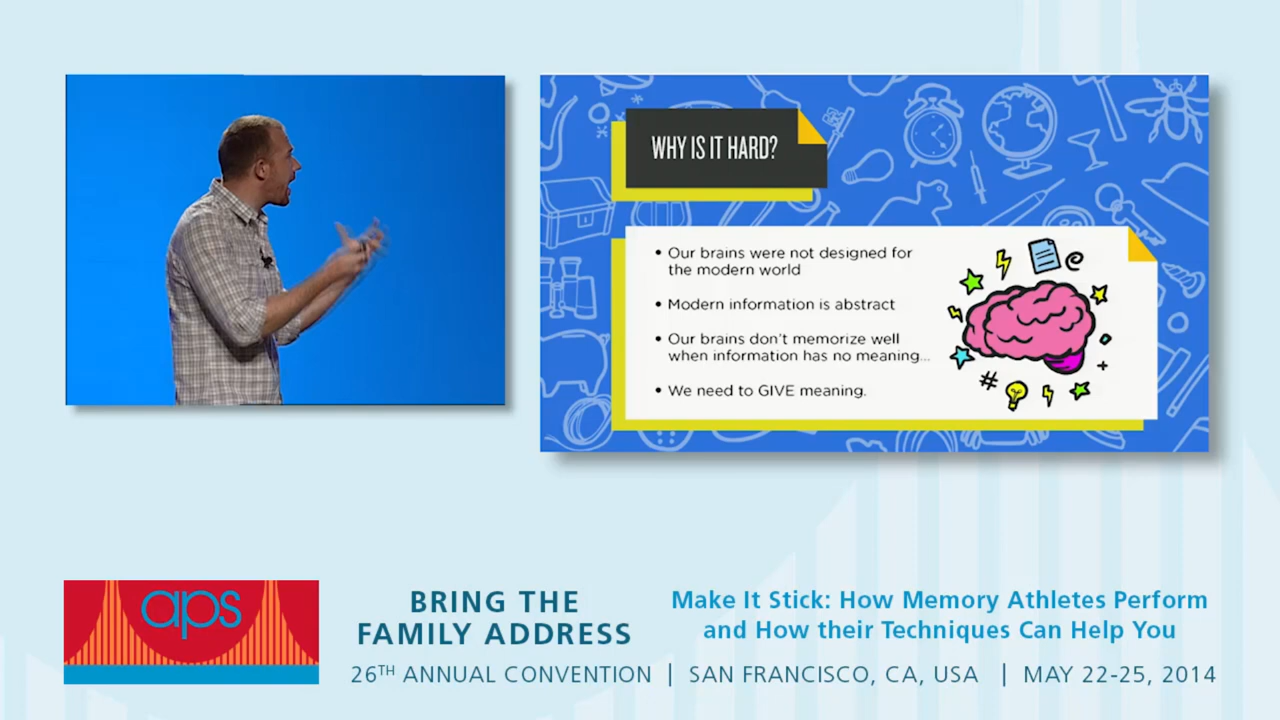 WHY IS IT HARD?
• Our brains were not designed for
the modern world
• Modern information is abstract
• Our brains don't memorize well
when information has no meaning...
• We need to GIVE meaning.
e
#
aps
BRING THE
FAMILY ADDRESS
Make It Stick: How Memory Athletes Perform
and How their Techniques Can Help You
26TH ANNUAL CONVENTION | SAN FRANCISCO, CA, USA | MAY 22-25, 2014